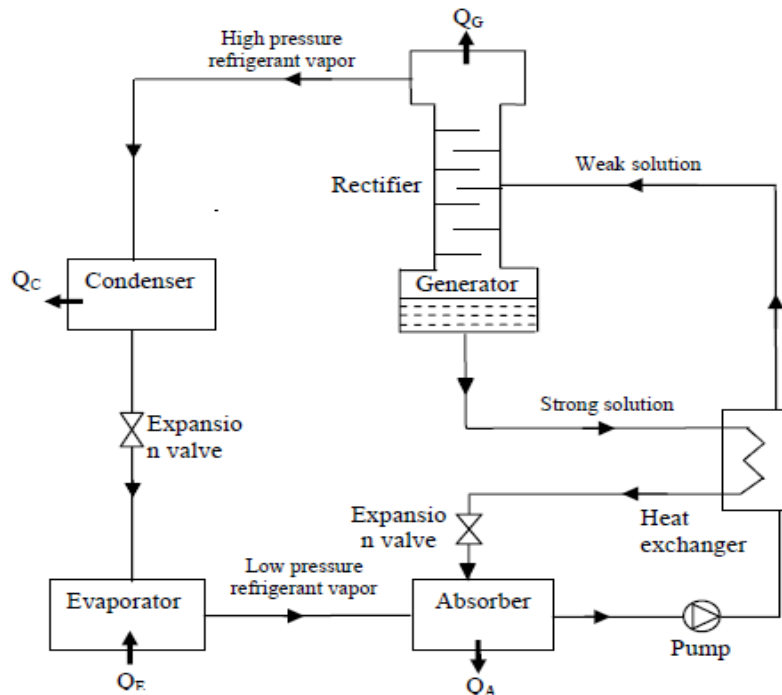 QG
High pressure
refrigerant vapor
Rectifier
Weak solution
QC
Condenser
Generator
Expansio
n valve
Strong solution
Expansio
n valve
Heat
exchanger
Low pressure
refrigerant vapor
Evaporator
Absorber
Pump
QE
QA